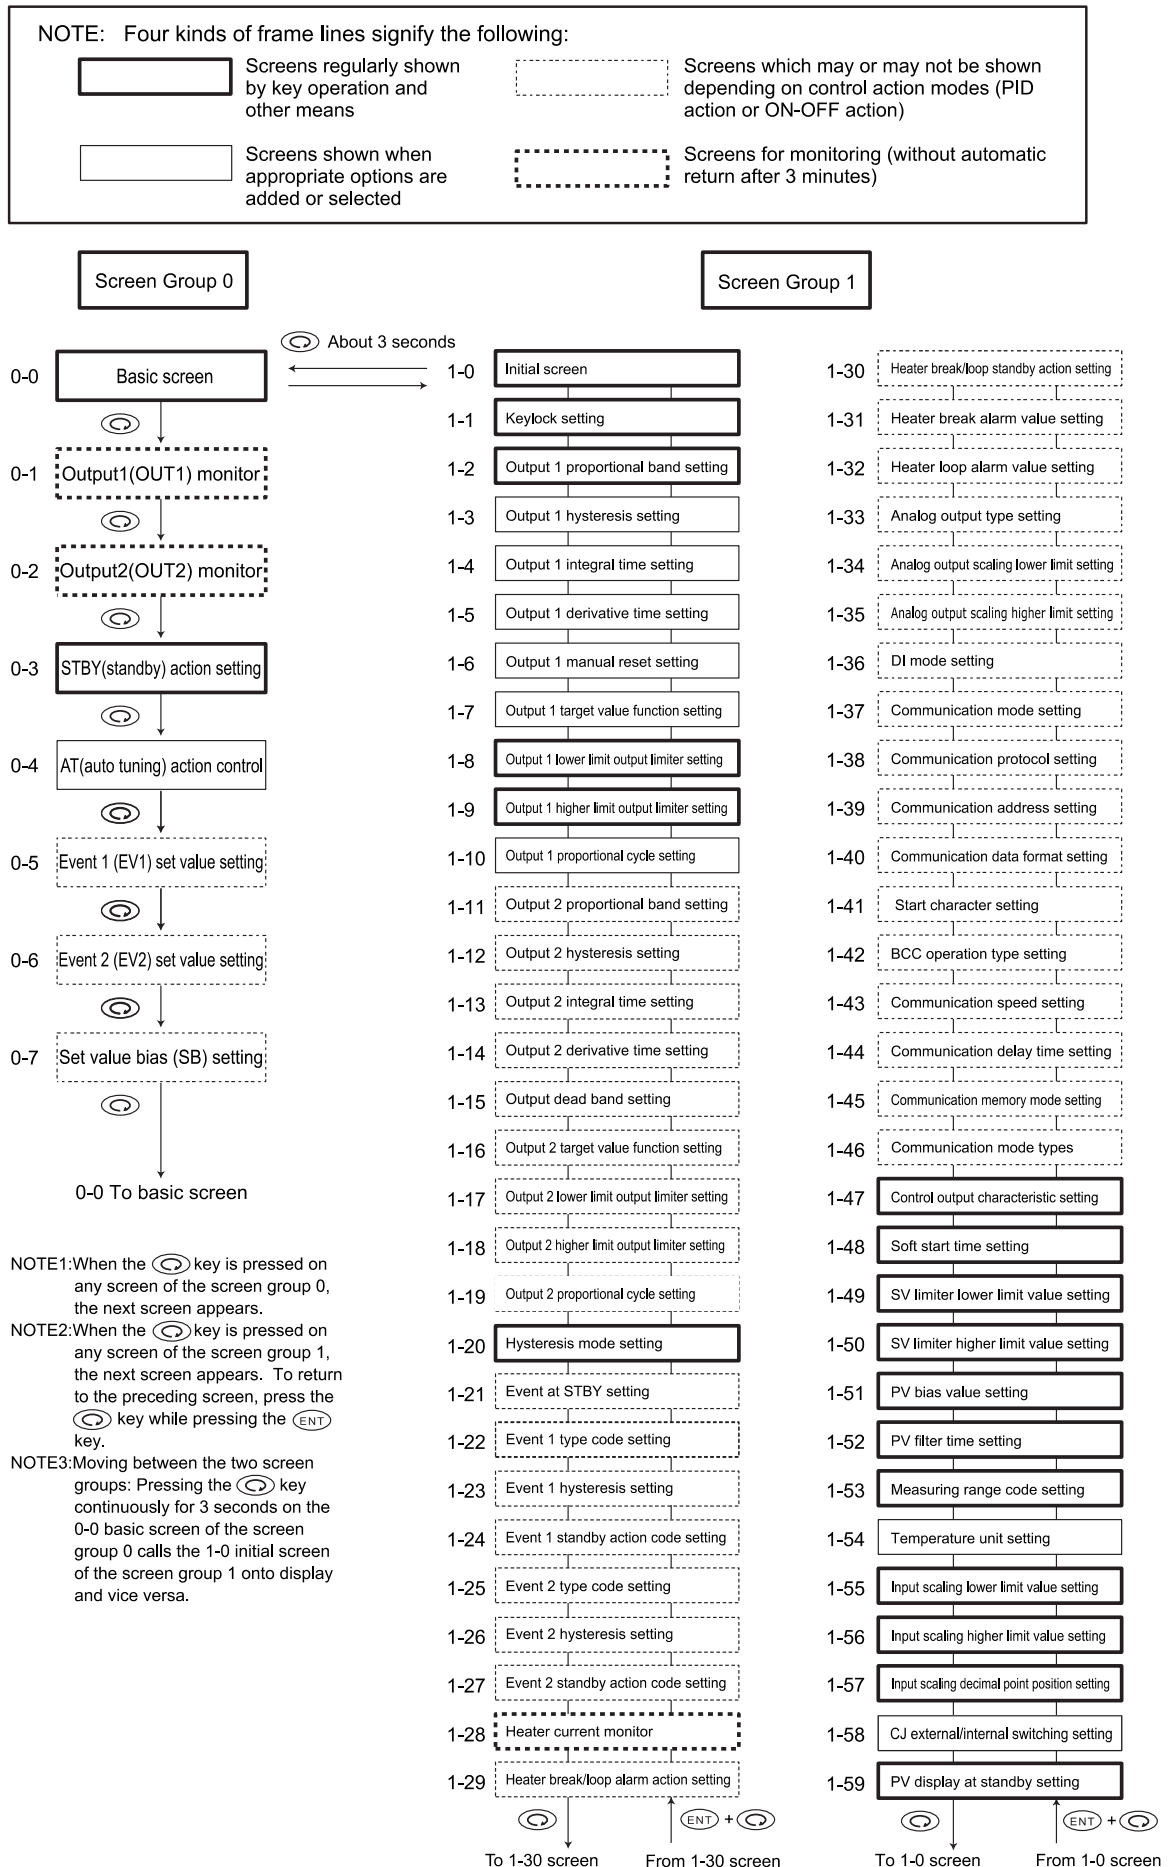 NOTE: Four kinds of frame lines signify the following:
Screens regularly shown
by key operation and
other means
Screens which may or may not be shown
depending on control action modes (PID
action or ON-OFF action)
Screens shown when
appropriate options are
added or selected
Screens for monitoring (without automatic
return after 3 minutes)
Screen Group 0
Screen Group 1
About 3 seconds
0-0 Basic screen
0-1 Output1(OUT1) monitor
0-2 Output2(OUT2) monitor
0-3 STBY(standby) action setting
0-4 AT(auto tuning) action control
0-5 Event 1 (EV1) set value setting
0-6 Event 2 (EV2) set value setting
0-7 Set value bias (SB) setting
0-0 To basic screen
NOTE1:When the key is pressed on
any screen of the screen group 0,
the next screen appears.
NOTE2:When the key is pressed on
any screen of the screen group 1,
the next screen appears. To return
to the preceding screen, press the
key while pressing the ENT
key.
NOTE3:Moving between the two screen
groups: Pressing the key
continuously for 3 seconds on the
0-0 basic screen of the screen
group 0 calls the 1-0 initial screen
of the screen group 1 onto display
and vice versa.
1-0 Initial screen
1-1 Keylock setting
1-2 Output 1 proportional band setting
1-3 Output 1 hysteresis setting
1-4 Output 1 integral time setting
1-5 Output 1 derivative time setting
1-6 Output 1 manual reset setting
1-7 Output 1 target value function setting
1-8 Output 1 lower limit output limiter setting
1-9 Output 1 higher limit output limiter setting
1-10 Output 1 proportional cycle setting
1-11 Output 2 proportional band setting
1-12 Output 2 hysteresis setting
1-13 Output 2 integral time setting
1-14 Output 2 derivative time setting
1-15 Output dead band setting
1-16 Output 2 target value function setting
1-17 Output 2 lower limit output limiter setting
1-18 Output 2 higher limit output limiter setting
1-19 Output 2 proportional cycle setting
1-20 Hysteresis mode setting
1-21 Event at STBY setting
1-22 Event 1 type code setting
1-23 Event 1 hysteresis setting
1-24 Event 1 standby action code setting
1-25 Event 2 type code setting
1-26 Event 2 hysteresis setting
1-27 Event 2 standby action code setting
1-28 Heater current monitor
1-29 Heater break/loop alarm action setting
ENT +
To 1-30 screen
From 1-30 screen
1-30 Heater break/loop standby action setting
1-31 Heater break alarm value setting
1-32 Heater loop alarm value setting
1-33 Analog output type setting
1-34 Analog output scaling lower limit setting
1-35 Analog output scaling higher limit setting
1-36 DI mode setting
1-37 Communication mode setting
1-38 Communication protocol setting
1-39 Communication address setting
1-40 Communication data format setting
1-41 Start character setting
1-42 BCC operation type setting
1-43 Communication speed setting
1-44 Communication delay time setting
1-45 Communication memory mode setting
1-46 Communication mode types
1-47 Control output characteristic setting
1-48 Soft start time setting
1-49 SV limiter lower limit value setting
1-50 SV limiter higher limit value setting
1-51 PV bias value setting
1-52 PV filter time setting
1-53 Measuring range code setting
1-54 Temperature unit setting
1-55 Input scaling lower limit value setting
1-56 Input scaling higher limit value setting
1-57 Input scaling decimal point position setting
1-58 CJ external/internal switching setting
1-59 PV display at standby setting
ENT +
To 1-0 screen
From 1-0 screen